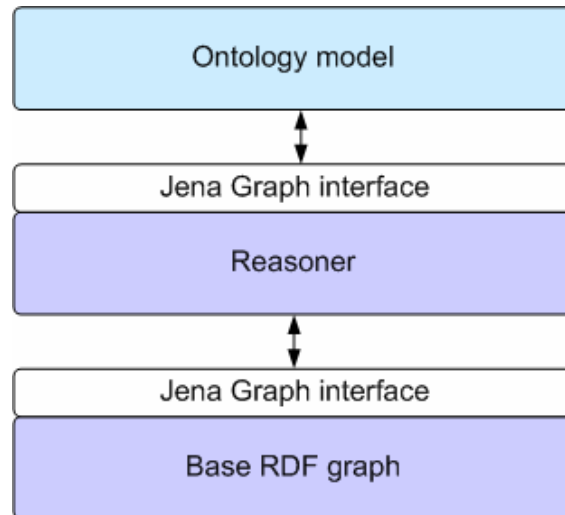 Ontology model
Jena Graph interface
Reasoner
Jena Graph interface
Base RDF graph